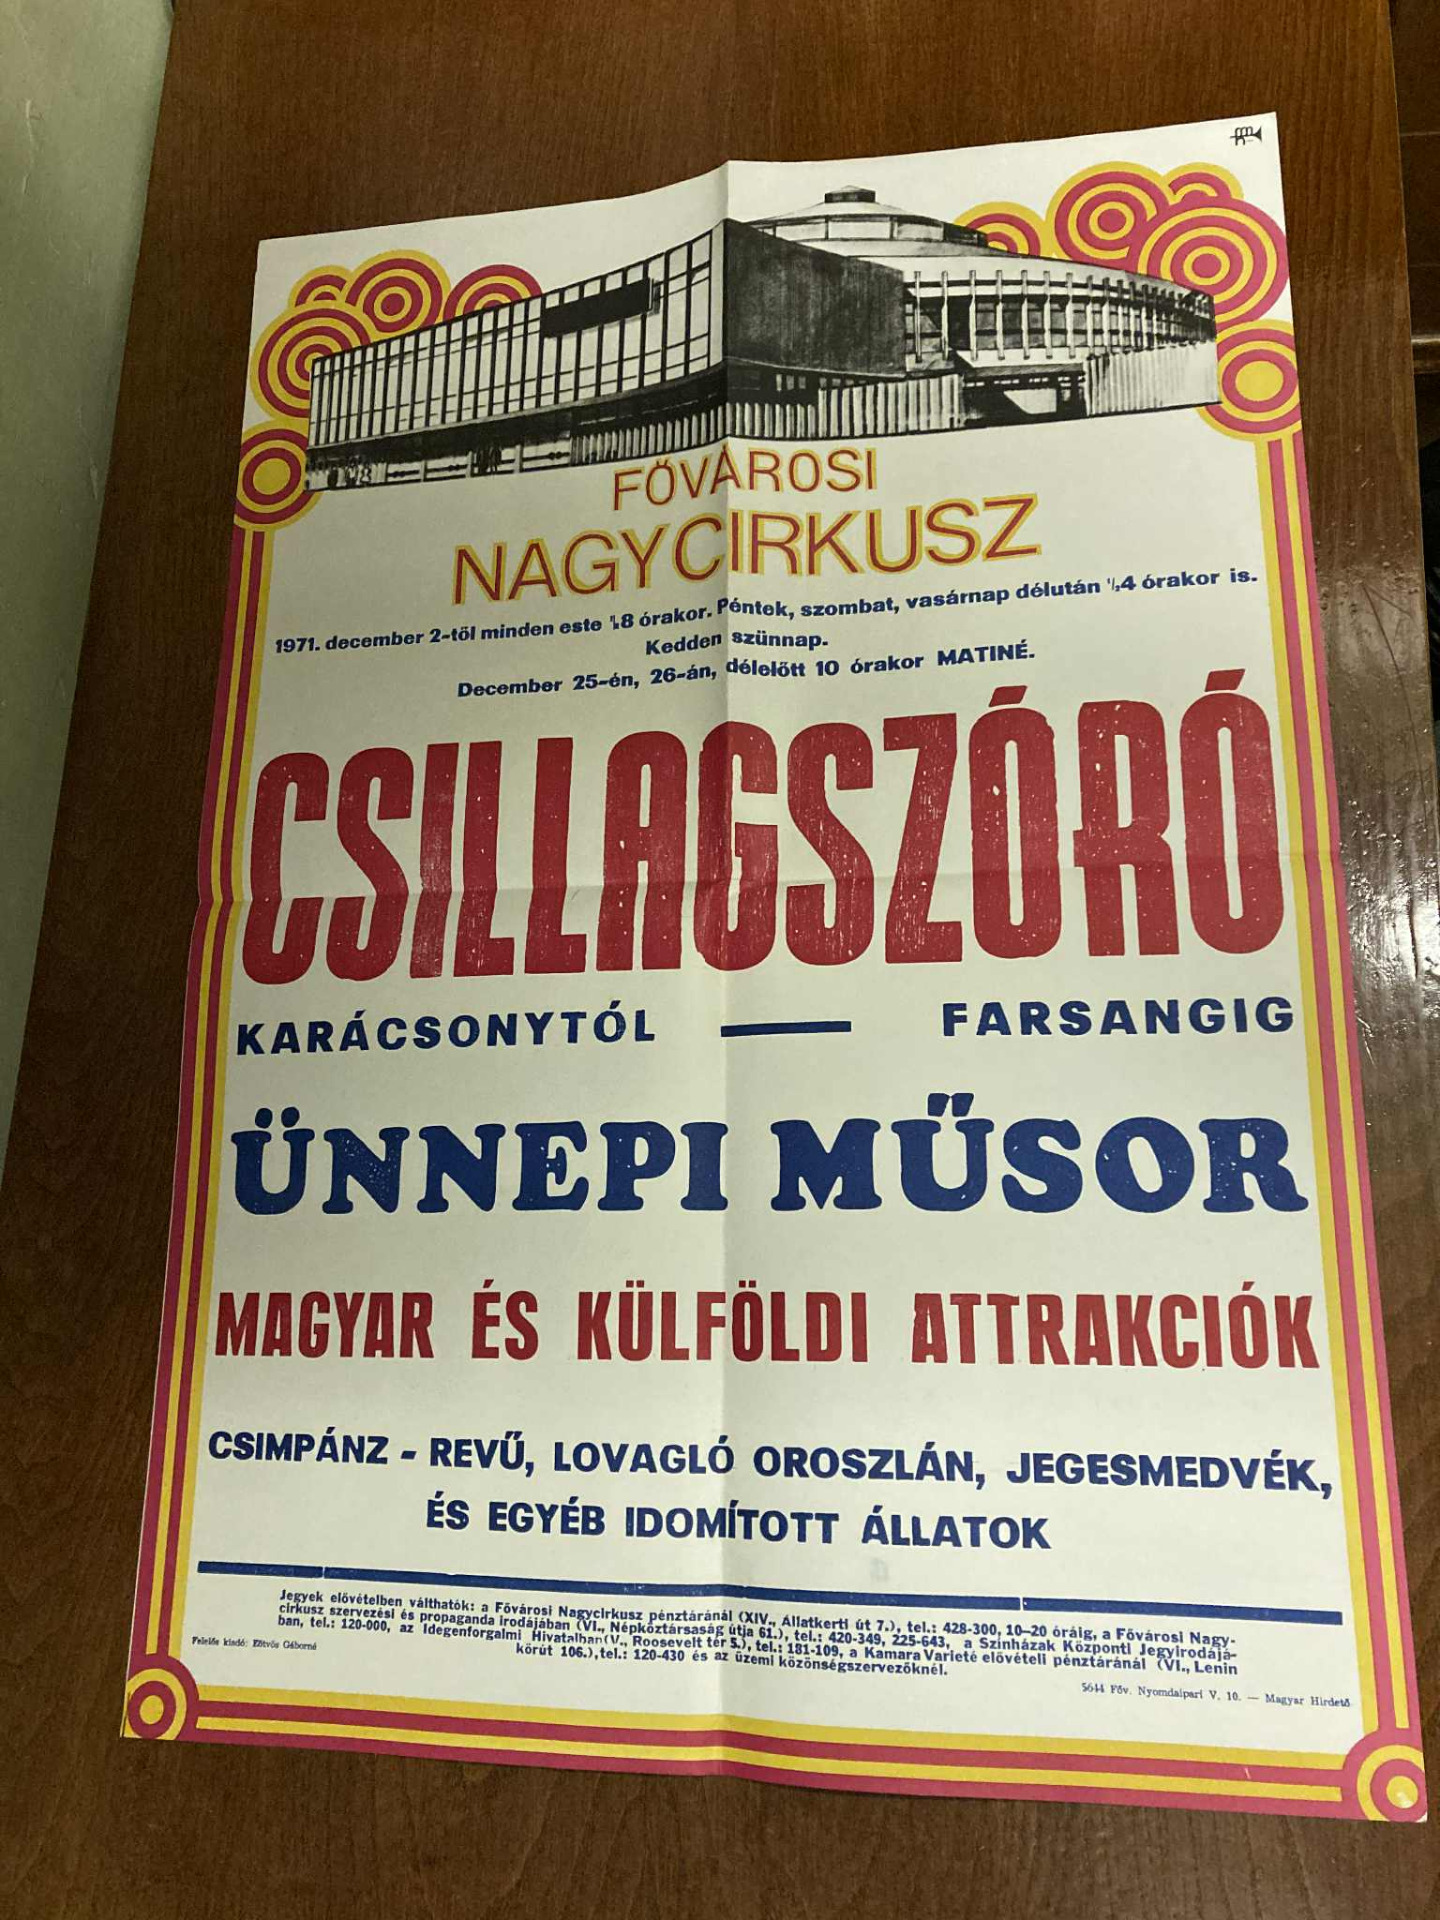 FŐVÁROSI
NAGYCIRKUSZ
1971. december 2-től minden este ½8 órakor. Péntek, szombat, vasárnap délután ½4 órakor is.
Kedden szünnap.
December 25-én, 26-án, délelőtt 10 órakor MATINÉ.
CSILLAGSZÓRÓ
KARÁCSONYTÓL — FARSANGIG
ÜNNEPI MŰSOR
MAGYAR ÉS KÜLFÖLDI ATTRAKCIÓK
CSIMPÁNZ - REVŰ, LOVAGLÓ OROSZLÁN, JEGESMEDVÉK,
ÉS EGYÉB IDOMÍTOTT ÁLLATOK
Jegyek elővételben válthatók: a Fővárosi Nagycirkusz pénztáránál (XIV., Állatkerti út 7.), tel.: 428-300, 10—20 óráig, a Fővárosi Nagy-
cirkusz szervezési és propaganda irodájában (VI., Népköztársaság útja 61.), tel.: 420-349, 225-643, a Színházak Központi Jegyirodájá-
ban, tel.: 120-000, az Idegenforgalmi Hivatalban (V., Roosevelt tér 5.), tel.: 181-109, a Kamara Varieté elővételi pénztáránál (VI., Lenin
körút 106.), tel.: 120-430 és az üzemi közönségszervezőknél.
Felelős kiadó: Eötvös Gáborné
5644 Főv. Nyomdaipari V. 10. — Magyar Hirdető